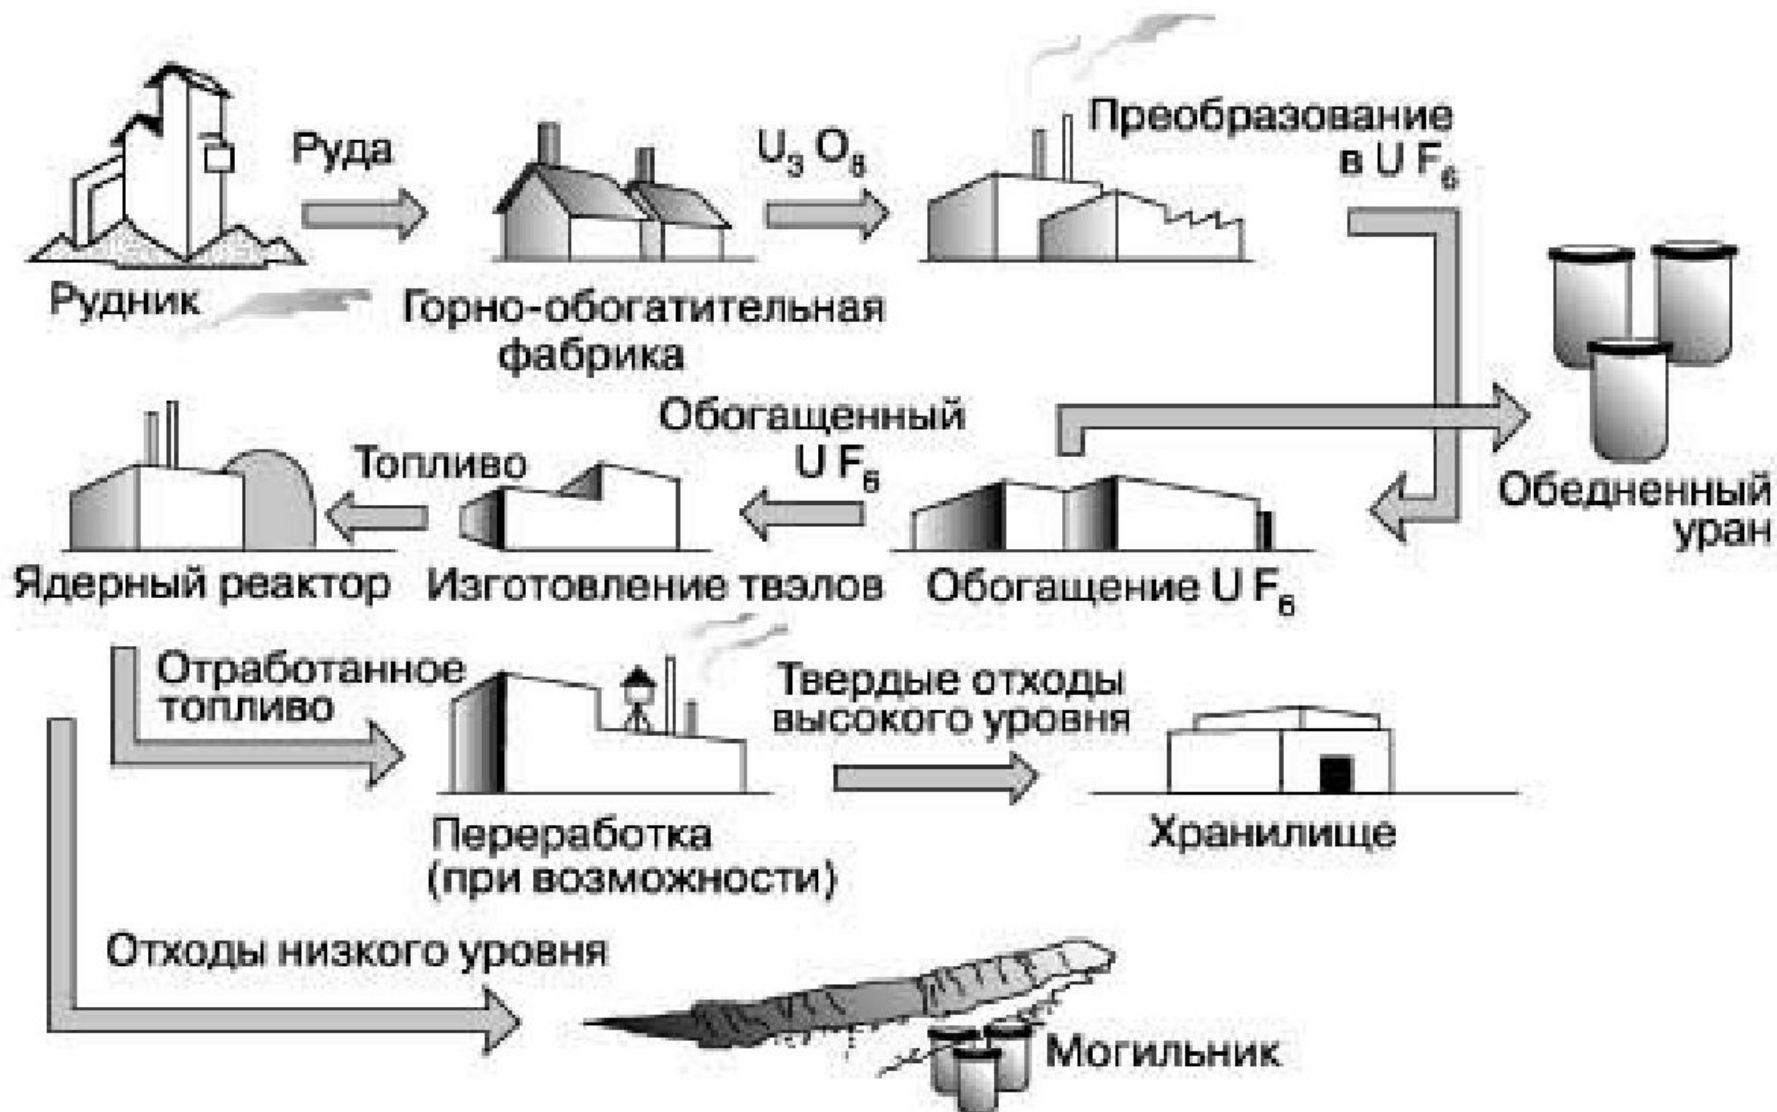 Руда
U₃ O₈
Преобразование
в U F₆
Рудник
Горно-обогатительная
фабрика
Обогащенный
U F₆
Топливо
Обедненный
уран
Ядерный реактор
Изготовление твэлов
Обогащение U F₆
Отработанное
топливо
Твердые отходы
высокого уровня
Переработка
(при возможности)
Хранилище
Отходы низкого уровня
Могильник